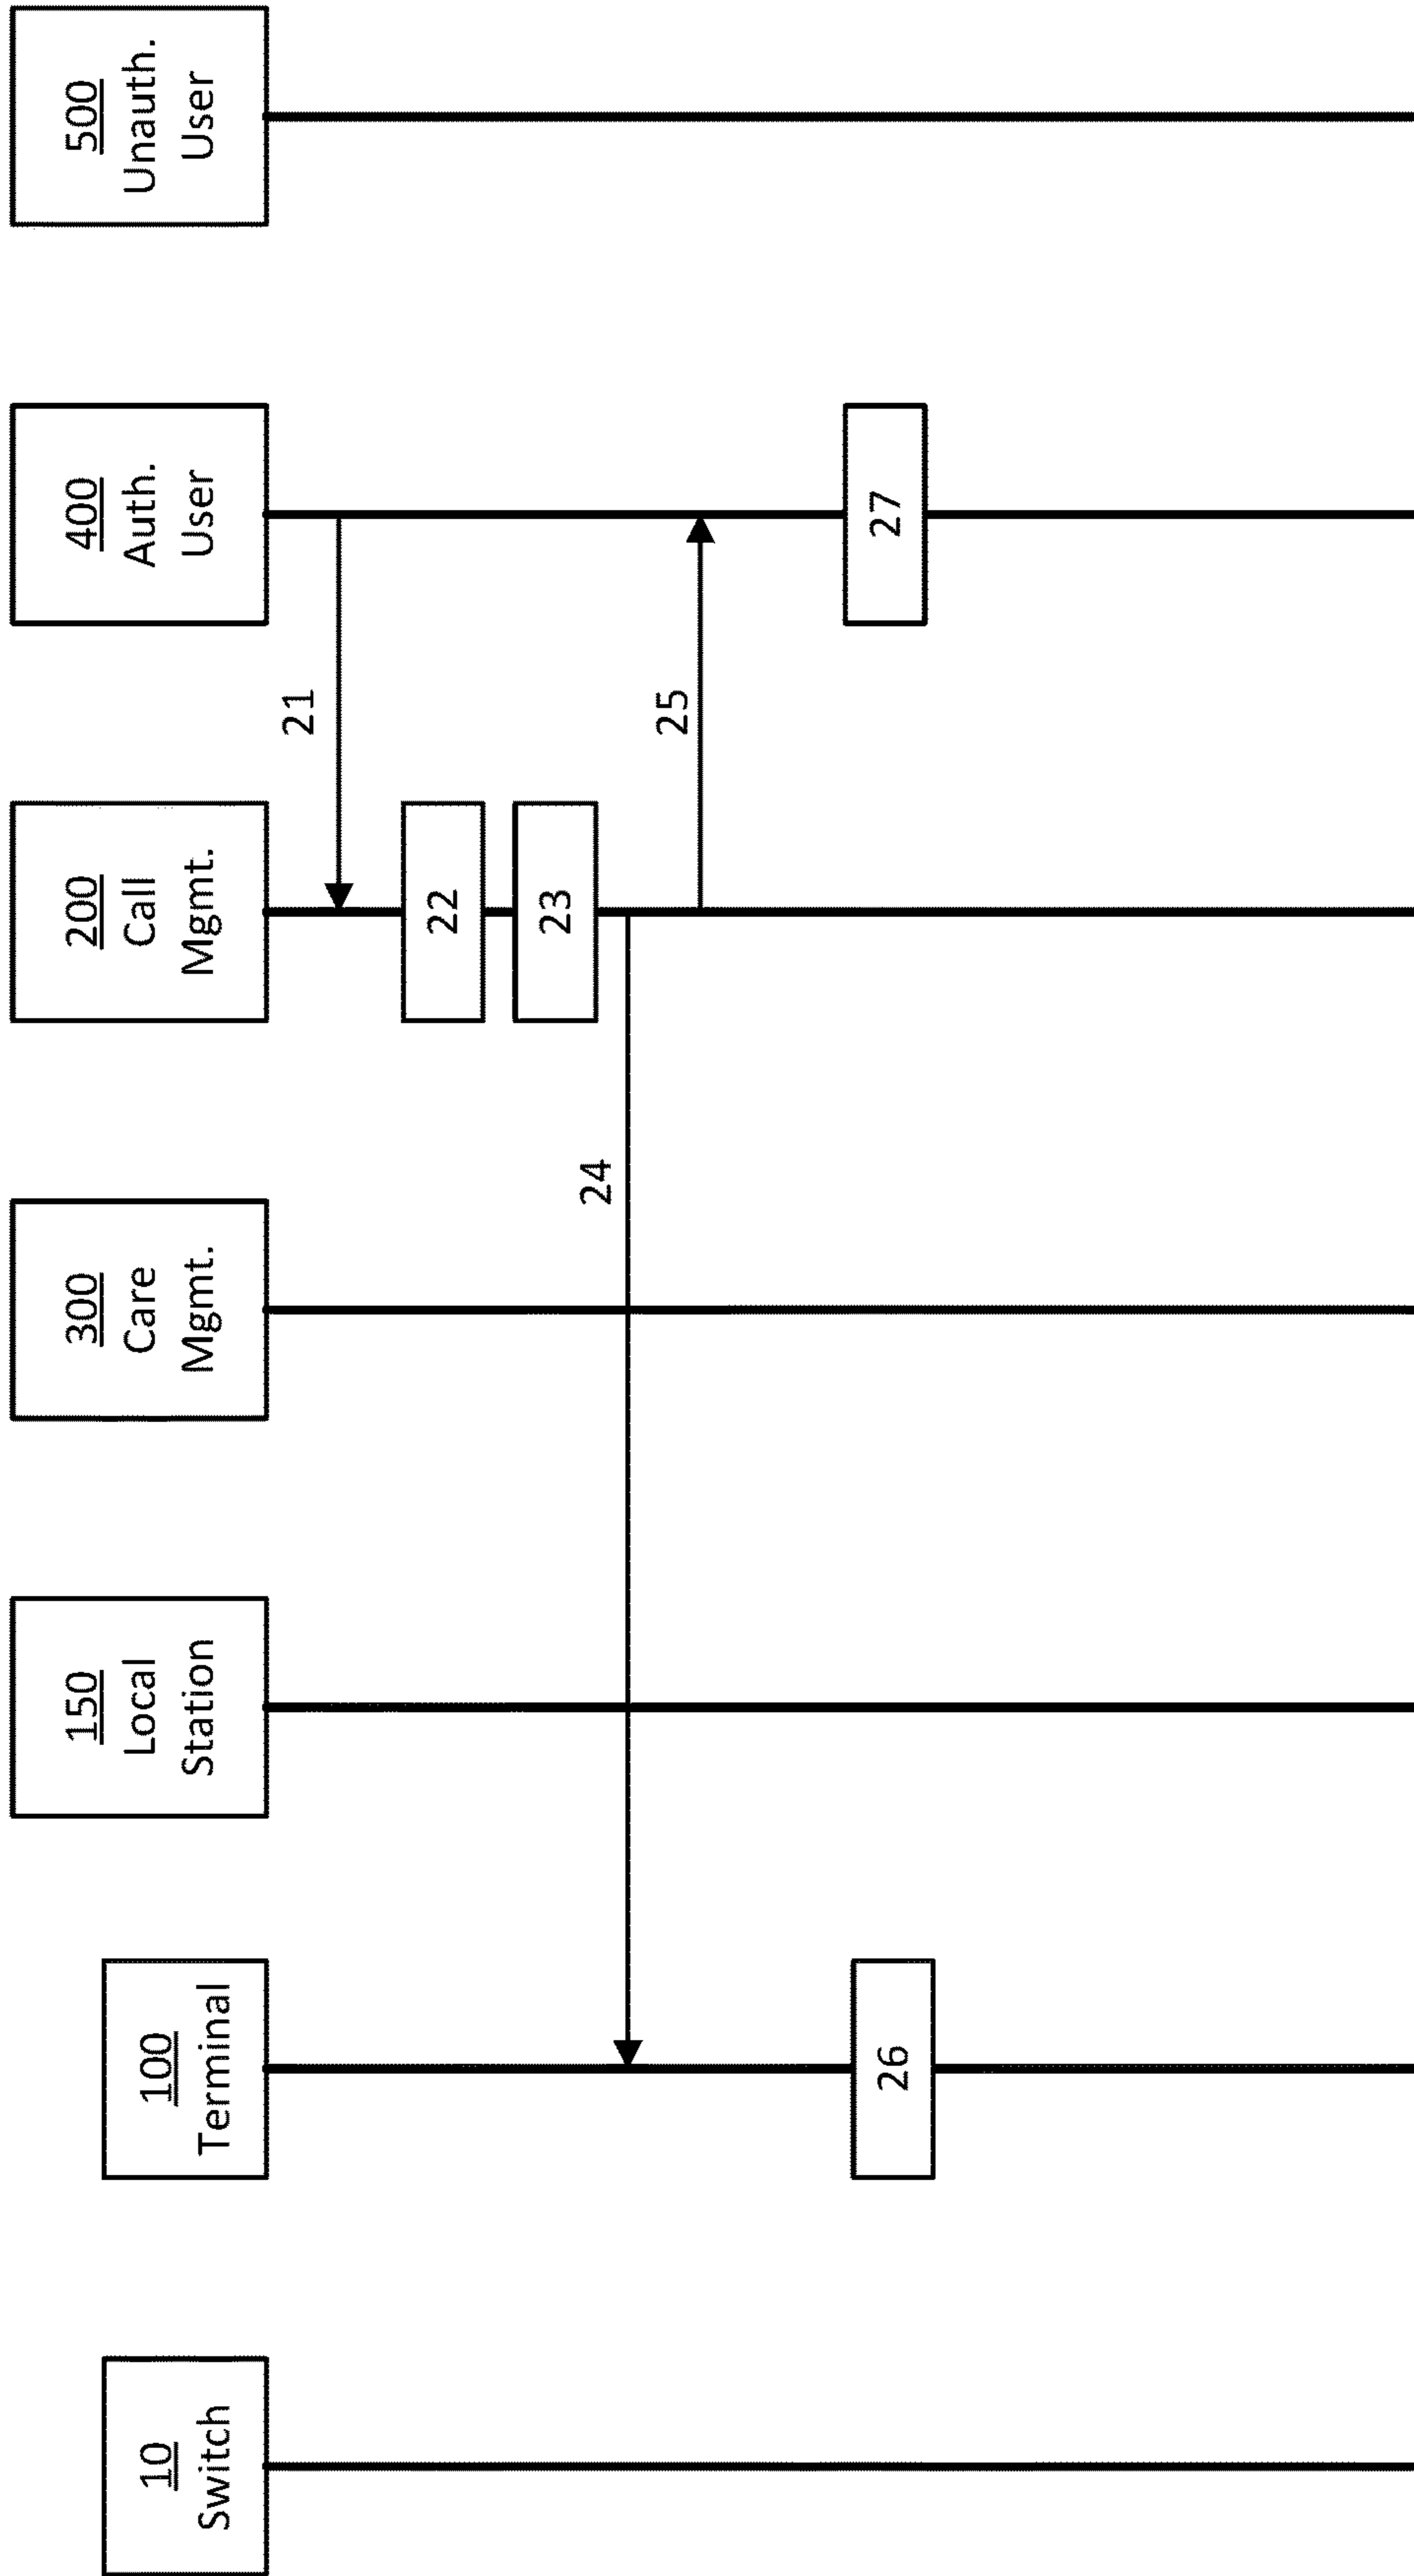 10
Switch
100
Terminal
150
Local
Station
300
Care
Mgmt.
200
Call
Mgmt.
400
Auth.
User
500
Unauth.
User
21
22
23
24
25
26
27